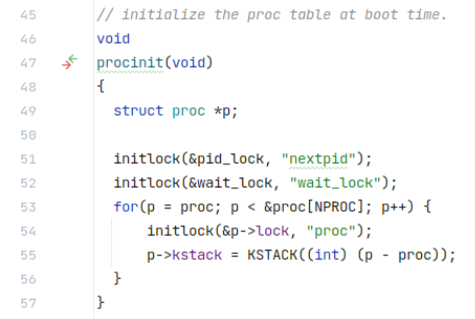 45 // initialize the proc table at boot time.
46 void
47 procinit(void)
48 {
49   struct proc *p;
50
51   initlock(&pid_lock, "nextpid");
52   initlock(&wait_lock, "wait_lock");
53   for(p = proc; p < &proc[NPROC]; p++) {
54       initlock(&p->lock, "proc");
55       p->kstack = KSTACK((int) (p - proc));
56   }
57 }